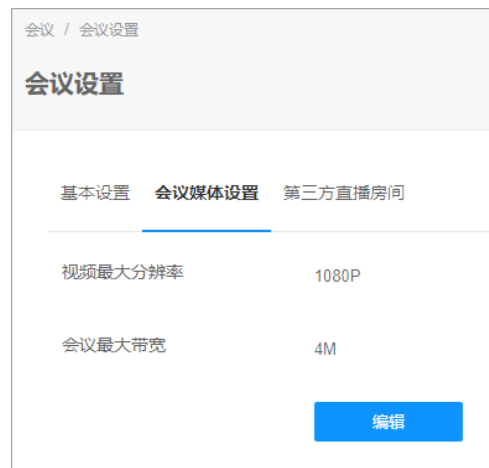 会议 / 会议设置
会议设置
基本设置 会议媒体设置 第三方直播房间
视频最大分辨率 1080P
会议最大带宽 4M
编辑